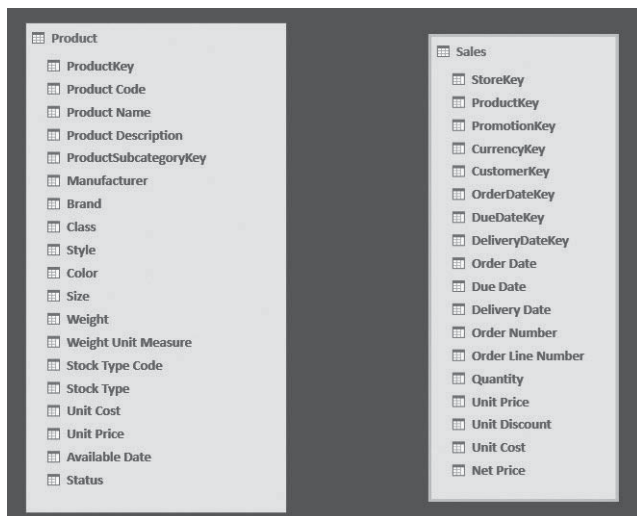 Product
ProductKey
Product Code
Product Name
Product Description
ProductSubcategoryKey
Manufacturer
Brand
Class
Style
Color
Size
Weight
Weight Unit Measure
Stock Type Code
Stock Type
Unit Cost
Unit Price
Available Date
Status
Sales
StoreKey
ProductKey
PromotionKey
CurrencyKey
CustomerKey
OrderDateKey
DueDateKey
DeliveryDateKey
Order Date
Due Date
Delivery Date
Order Number
Order Line Number
Quantity
Unit Price
Unit Discount
Unit Cost
Net Price